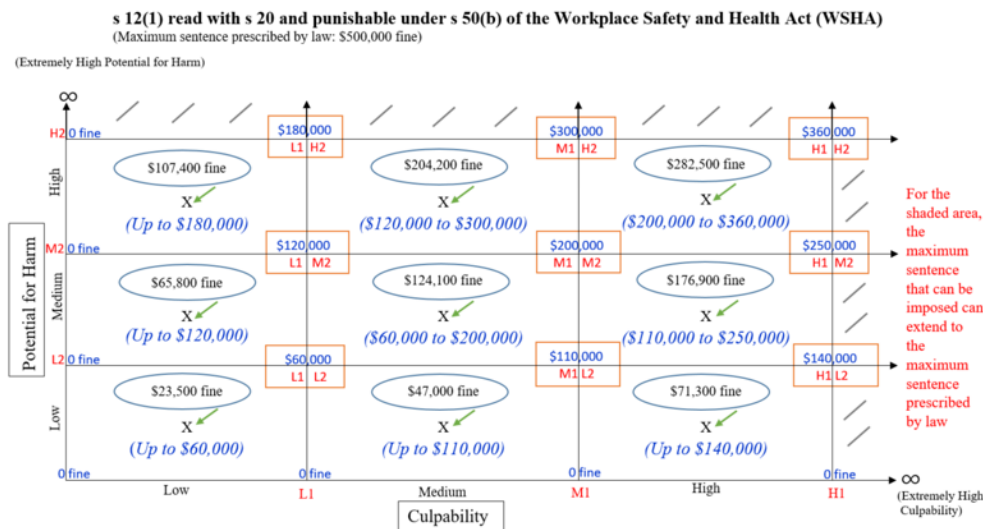 s 12(1) read with s 20 and punishable under s 50(b) of the Workplace Safety and Health Act (WSHA)
(Maximum sentence prescribed by law: $500,000 fine)
(Extremely High Potential for Harm)
∞
H2 0 fine
$180,000
L1 H2
$300,000
M1 H2
$360,000
H1 H2
$107,400 fine
X
(Up to $180,000)
$204,200 fine
X
($120,000 to $300,000)
$282,500 fine
X
($200,000 to $360,000)
High
M2 0 fine
$120,000
L1 M2
$200,000
M1 M2
$250,000
H1 M2
$65,800 fine
X
(Up to $120,000)
$124,100 fine
X
($60,000 to $200,000)
$176,900 fine
X
($110,000 to $250,000)
Medium
Potential for Harm
L2 0 fine
$60,000
L1 L2
$110,000
M1 L2
$140,000
H1 L2
$23,500 fine
X
(Up to $60,000)
$47,000 fine
X
(Up to $110,000)
$71,300 fine
X
(Up to $140,000)
Low
For the
shaded area,
the
maximum
sentence
that can be
imposed can
extend to
the
maximum
sentence
prescribed
by law
0 fine
0 fine
0 fine
0 fine
∞
Low
L1
Medium
M1
High
H1
(Extremely High
Culpability)
Culpability